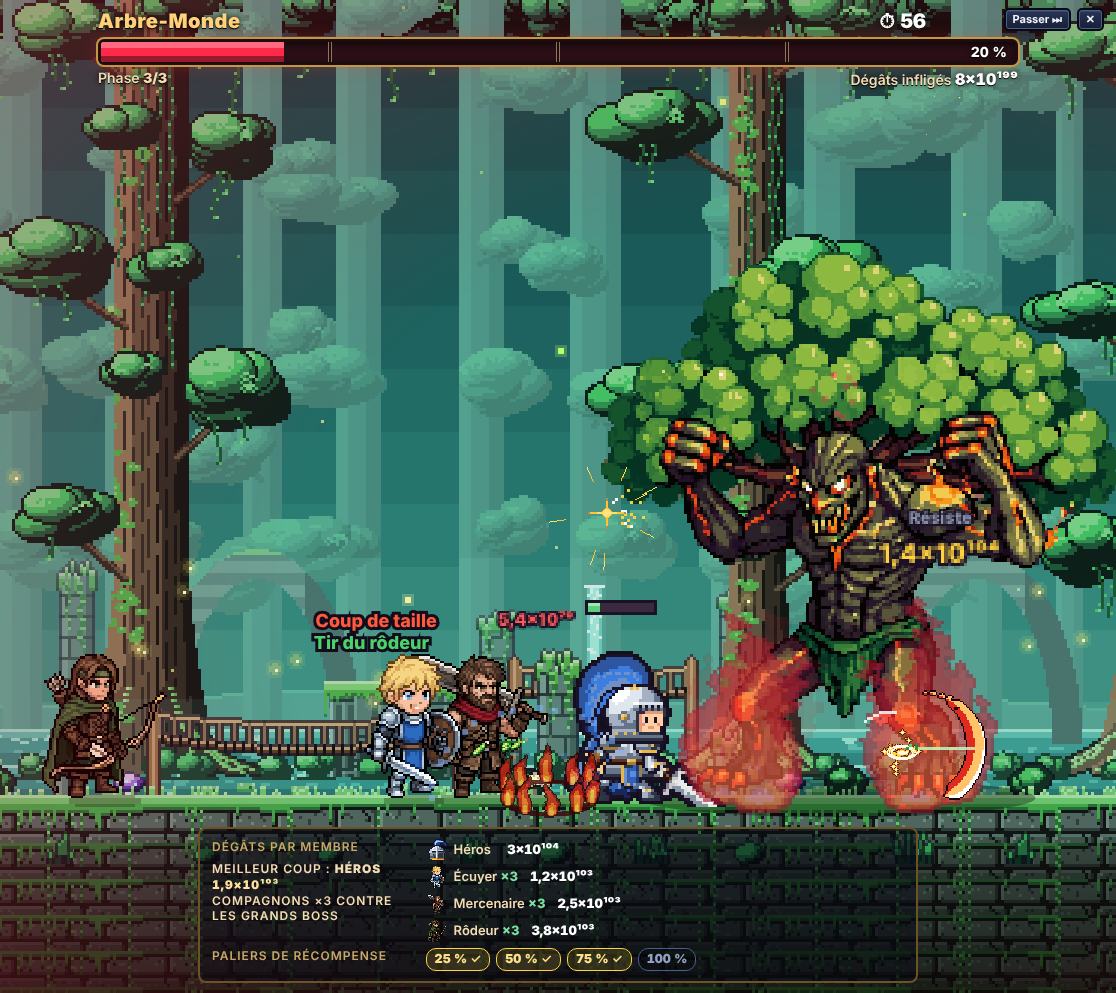 Arbre-Monde
⏱ 56
Passer ⏭
✕
20 %
Phase 3/3
Dégâts infligés 8×10¹⁹⁹
Résiste
1,4×10¹⁰⁴
Coup de taille
Tir du rôdeur
DÉGÂTS PAR MEMBRE
MEILLEUR COUP : HÉROS
1,9×10¹⁰³
COMPAGNONS ×3 CONTRE
LES GRANDS BOSS
Héros 3×10¹⁰⁴
Écuyer ×3 1,2×10¹⁰³
Mercenaire ×3 2,5×10¹⁰³
Rôdeur ×3 3,8×10¹⁰³
PALIERS DE RÉCOMPENSE
25 % ✓ 50 % ✓ 75 % ✓ 100 %